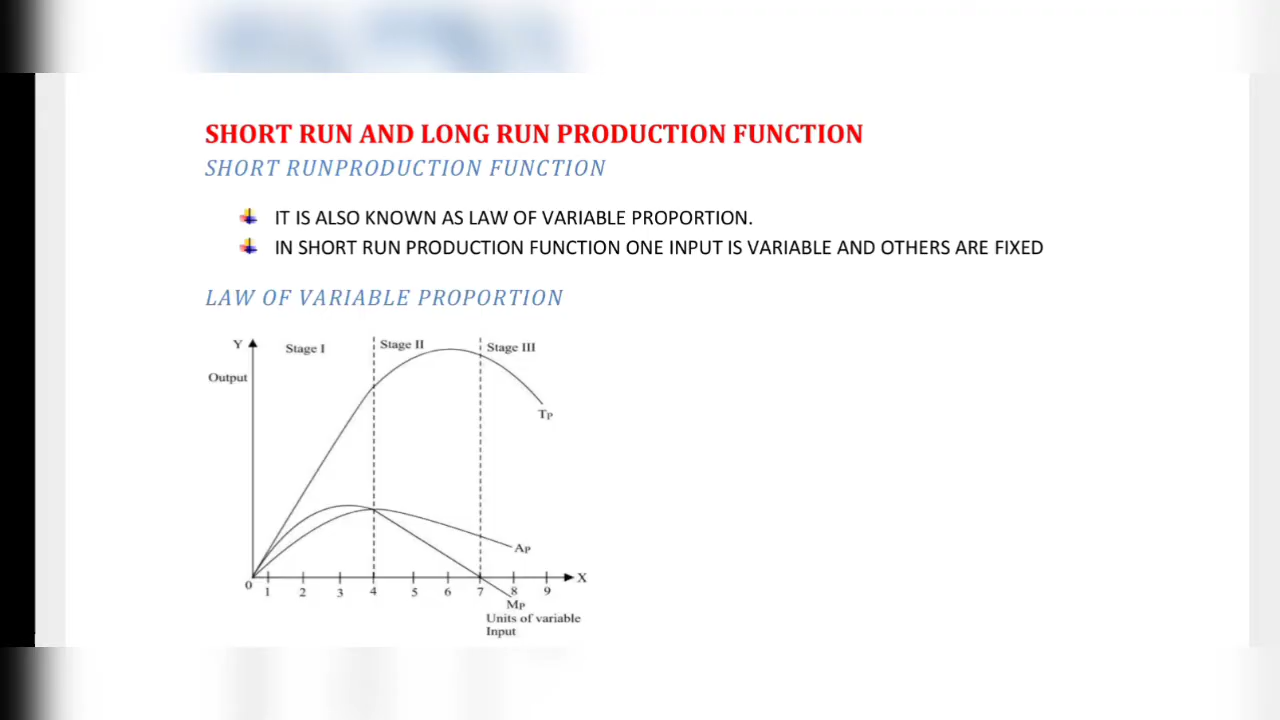 SHORT RUN AND LONG RUN PRODUCTION FUNCTION
SHORT RUNPRODUCTION FUNCTION
IT IS ALSO KNOWN AS LAW OF VARIABLE PROPORTION.
IN SHORT RUN PRODUCTION FUNCTION ONE INPUT IS VARIABLE AND OTHERS ARE FIXED
LAW OF VARIABLE PROPORTION
Y
Stage I
Stage II
Stage III
Output
TP
AP
0 1 2 3 4 5 6 7 8 9 X
MP
Units of variable
Input